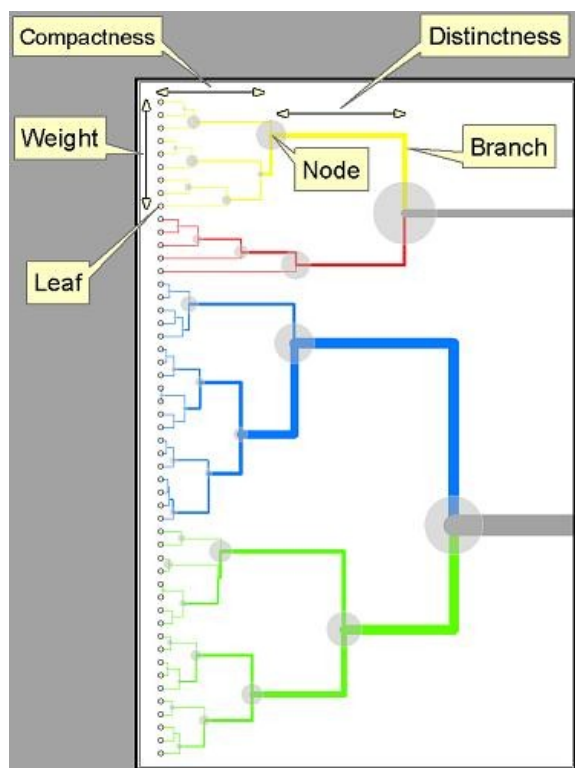 Compactness
Distinctness
Weight
Node
Branch
Leaf